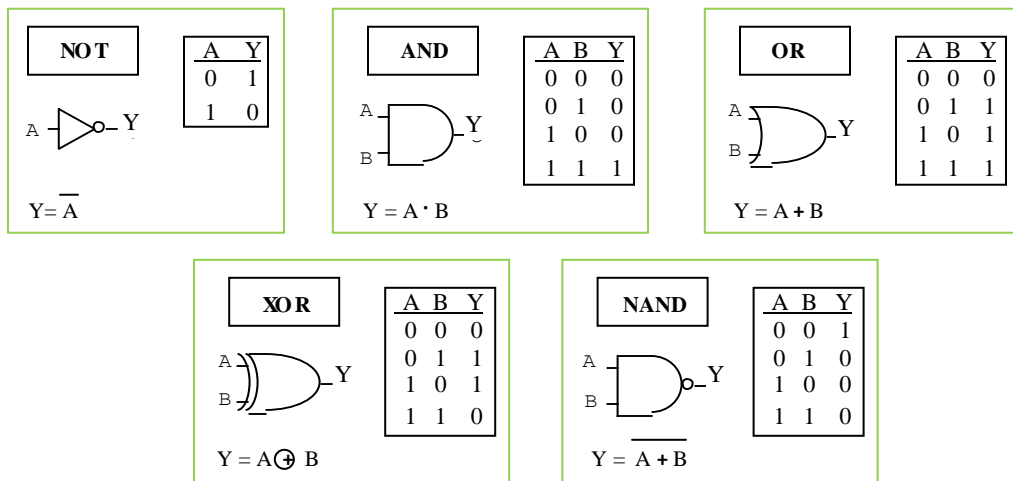 NOT
A Y
0 1
1 0
A
Y
Y= A̅
AND
A B Y
0 0 0
0 1 0
1 0 0
1 1 1
A
Y
B
Y = A · B
OR
A B Y
0 0 0
0 1 1
1 0 1
1 1 1
A
Y
B
Y = A + B
XOR
A B Y
0 0 0
0 1 1
1 0 1
1 1 0
A
Y
B
Y = A ⊕ B
NAND
A B Y
0 0 1
0 1 0
1 0 0
1 1 0
A
Y
B
Y = A̅ ̅+̅ ̅B̅